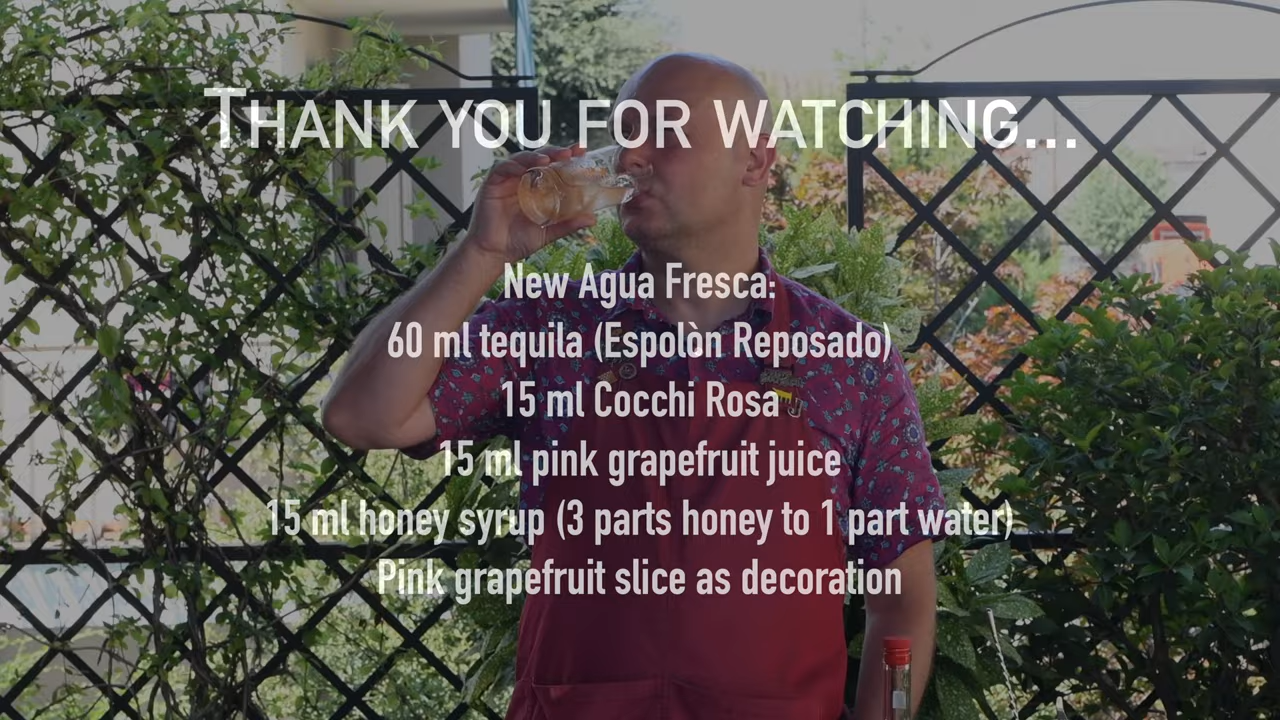 THANK YOU FOR WATCHING...
New Agua Fresca:
60 ml tequila (Espolòn Reposado)
15 ml Cocchi Rosa
15 ml pink grapefruit juice
15 ml honey syrup (3 parts honey to 1 part water)
Pink grapefruit slice as decoration